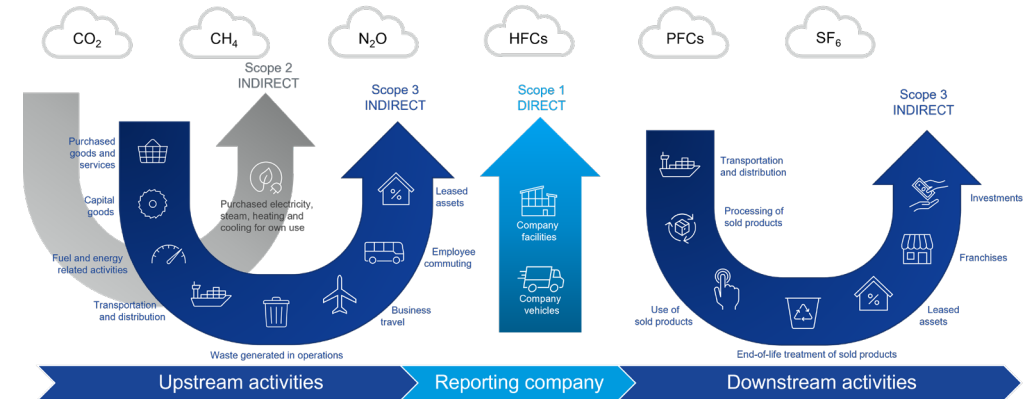 CO₂
CH₄
N₂O
HFCs
PFCs
SF₆
Scope 2
INDIRECT
Scope 3
INDIRECT
Scope 1
DIRECT
Scope 3
INDIRECT
Purchased
goods and
services
Capital
goods
Fuel and energy
related activities
Transportation
and distribution
Waste generated in operations
Business
travel
Employee
commuting
Leased
assets
Purchased electricity,
steam, heating and
cooling for own use
Company
facilities
Company
vehicles
Transportation
and distribution
Processing of
sold products
Use of
sold products
End-of-life treatment of sold products
Leased
assets
Franchises
Investments
Upstream activities
Reporting company
Downstream activities